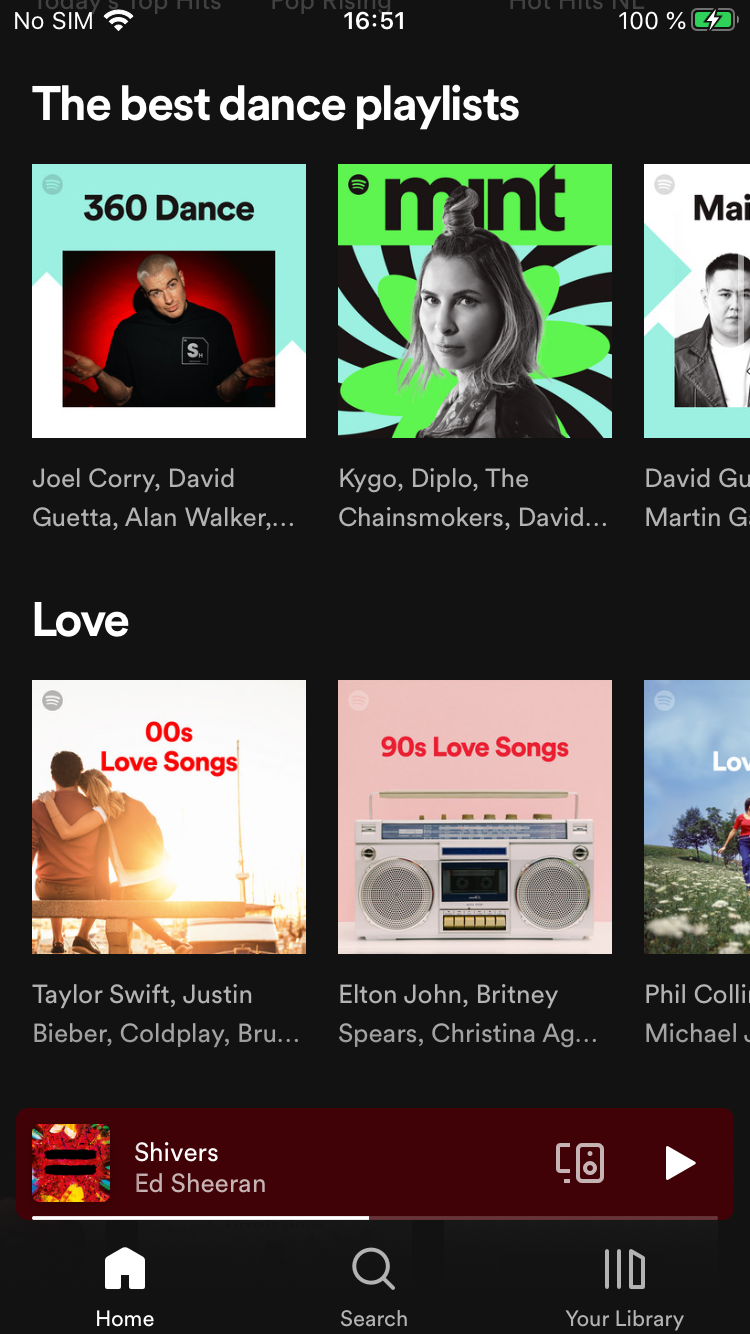 Today's Top Hits Pop Rising Hot Hits NL
No SIM 16:51 100 %
The best dance playlists
360 Dance
mint
Mai
Joel Corry, David
Guetta, Alan Walker,...
Kygo, Diplo, The
Chainsmokers, David...
David Gu
Martin Ga
Love
00s
Love Songs
90s Love Songs
Lov
Taylor Swift, Justin
Bieber, Coldplay, Bru...
Elton John, Britney
Spears, Christina Ag...
Phil Colli
Michael J
Shivers
Ed Sheeran
Home Search Your Library